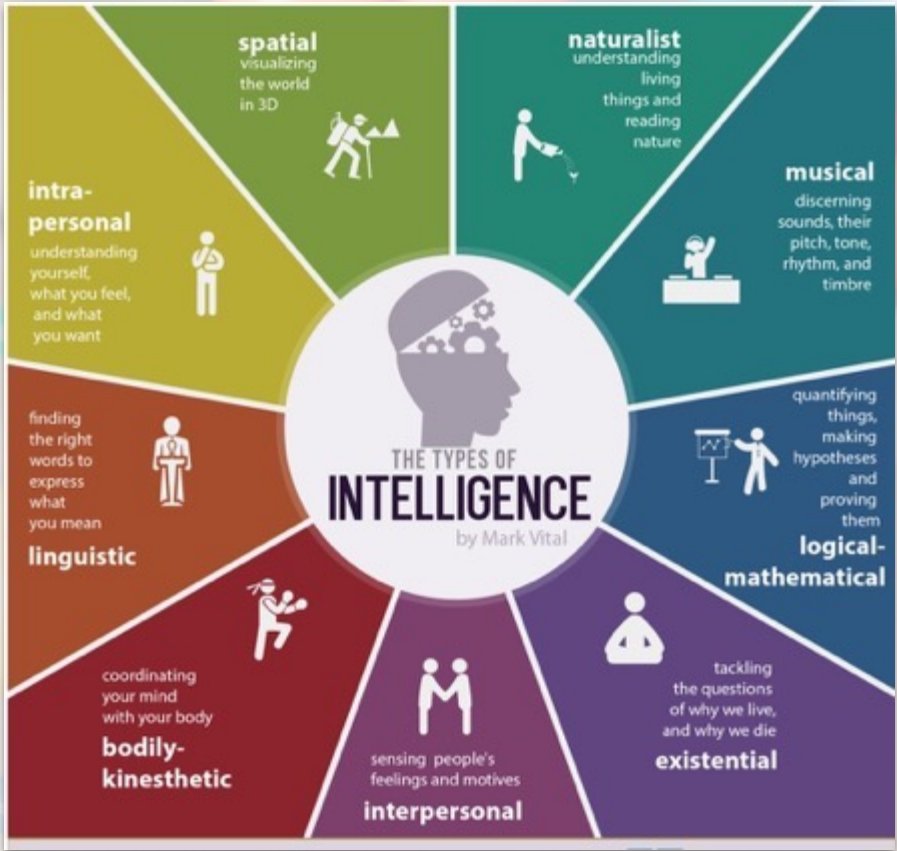 spatial
visualizing
the world
in 3D
naturalist
understanding
living
things and
reading
nature
musical
discerning
sounds, their
pitch, tone,
rhythm, and
timbre
quantifying
things,
making
hypotheses
and
proving
them
logical-
mathematical
tackling
the questions
of why we live,
and why we die
existential
sensing people's
feelings and motives
interpersonal
coordinating
your mind
with your body
bodily-
kinesthetic
finding
the right
words to
express
what
you mean
linguistic
intra-
personal
understanding
yourself,
what you feel,
and what
you want
THE TYPES OF
INTELLIGENCE
by Mark Vital